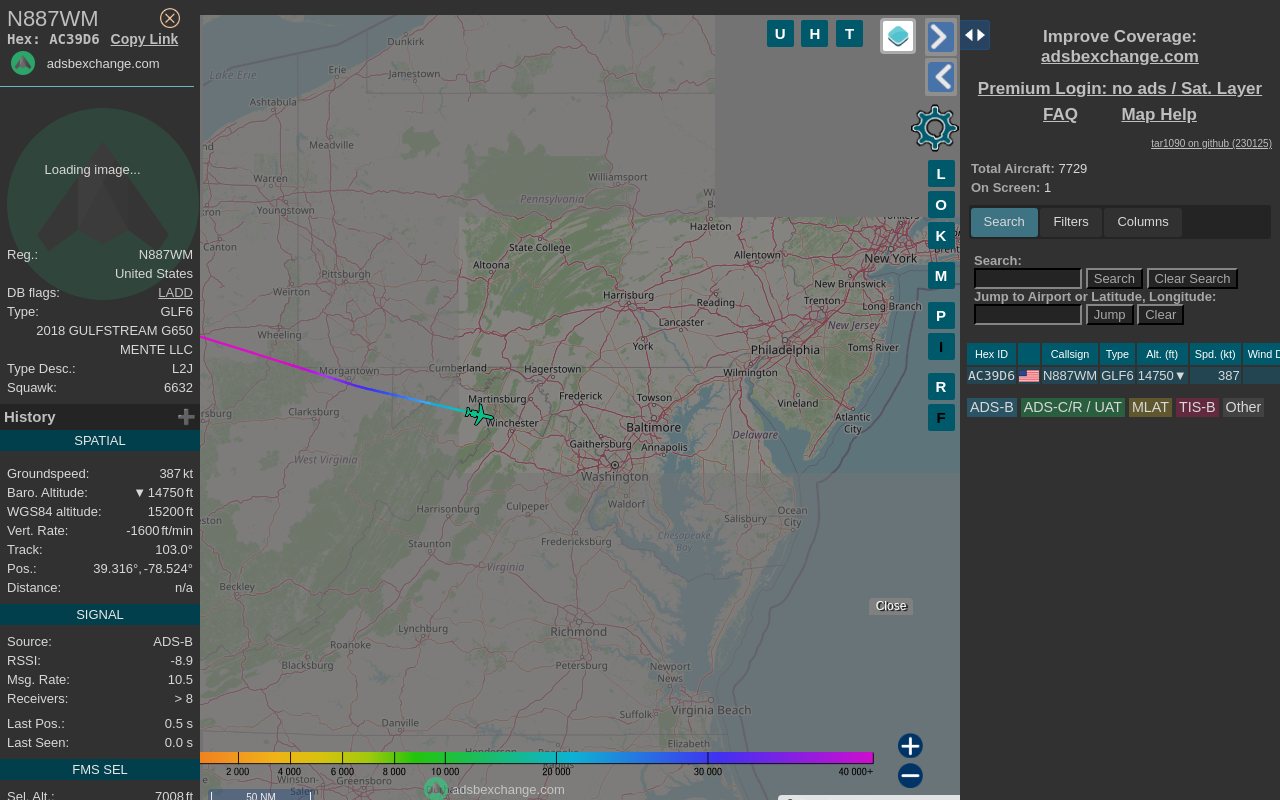 N887WM
Hex: AC39D6 Copy Link
adsbexchange.com
Loading image...
Reg.: N887WM
United States
DB flags: LADD
Type: GLF6
2018 GULFSTREAM G650
MENTE LLC
Type Desc.: L2J
Squawk: 6632
History
SPATIAL
Groundspeed: 387 kt
Baro. Altitude: ▼ 14750 ft
WGS84 altitude: 15200 ft
Vert. Rate: -1600 ft/min
Track: 103.0°
Pos.: 39.316°, -78.524°
Distance: n/a
SIGNAL
Source: ADS-B
RSSI: -8.9
Msg. Rate: 10.5
Receivers: > 8
Last Pos.: 0.5 s
Last Seen: 0.0 s
FMS SEL
Sel. Alt.: 7008 ft
U H T
L
O
K
M
P
I
R
F
Dunkirk
Lake Erie
Erie
Jamestown
Ashtabula
Meadville
Warren
Williamsport
Youngstown
Pennsylvania
Hazleton
Canton
State College
Allentown
New York
Altoona
Pittsburgh
New Brunswick
Weirton
Harrisburg
Reading
Trenton
Long Branch
Lancaster
New Jersey
Wheeling
York
Philadelphia
Toms River
Morgantown
Cumberland
Hagerstown
Wilmington
Martinsburg
Frederick
Towson
Vineland
Clarksburg
Atlantic
City
Winchester
Baltimore
Delaware
Gaithersburg
Annapolis
West Virginia
Washington
Harrisonburg
Culpeper
Waldorf
Salisbury
Ocean
City
Staunton
Fredericksburg
Chesapeake
Bay
Virginia
Beckley
Lynchburg
Richmond
Roanoke
Blacksburg
Petersburg
Newport
News
Danville
Suffolk
Virginia Beach
Elizabeth
Henderson
Roanoke
Winston-
Salem
Greensboro
Close
2 000 4 000 6 000 8 000 10 000 20 000 30 000 40 000+
adsbexchange.com
50 NM
Improve Coverage:
adsbexchange.com
Premium Login: no ads / Sat. Layer
FAQ Map Help
tar1090 on github (230125)
Total Aircraft: 7729
On Screen: 1
Search Filters Columns
Search:
Search Clear Search
Jump to Airport or Latitude, Longitude:
Jump Clear
Hex ID Callsign Type Alt. (ft) Spd. (kt) Wind D
AC39D6 N887WM GLF6 14750▼ 387
ADS-B ADS-C/R / UAT MLAT TIS-B Other